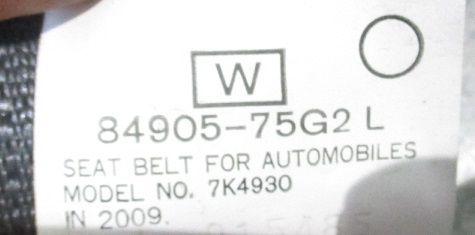 W
84905-75G2 L
SEAT BELT FOR AUTOMOBILES
MODEL NO. 7K4930
IN 2009.